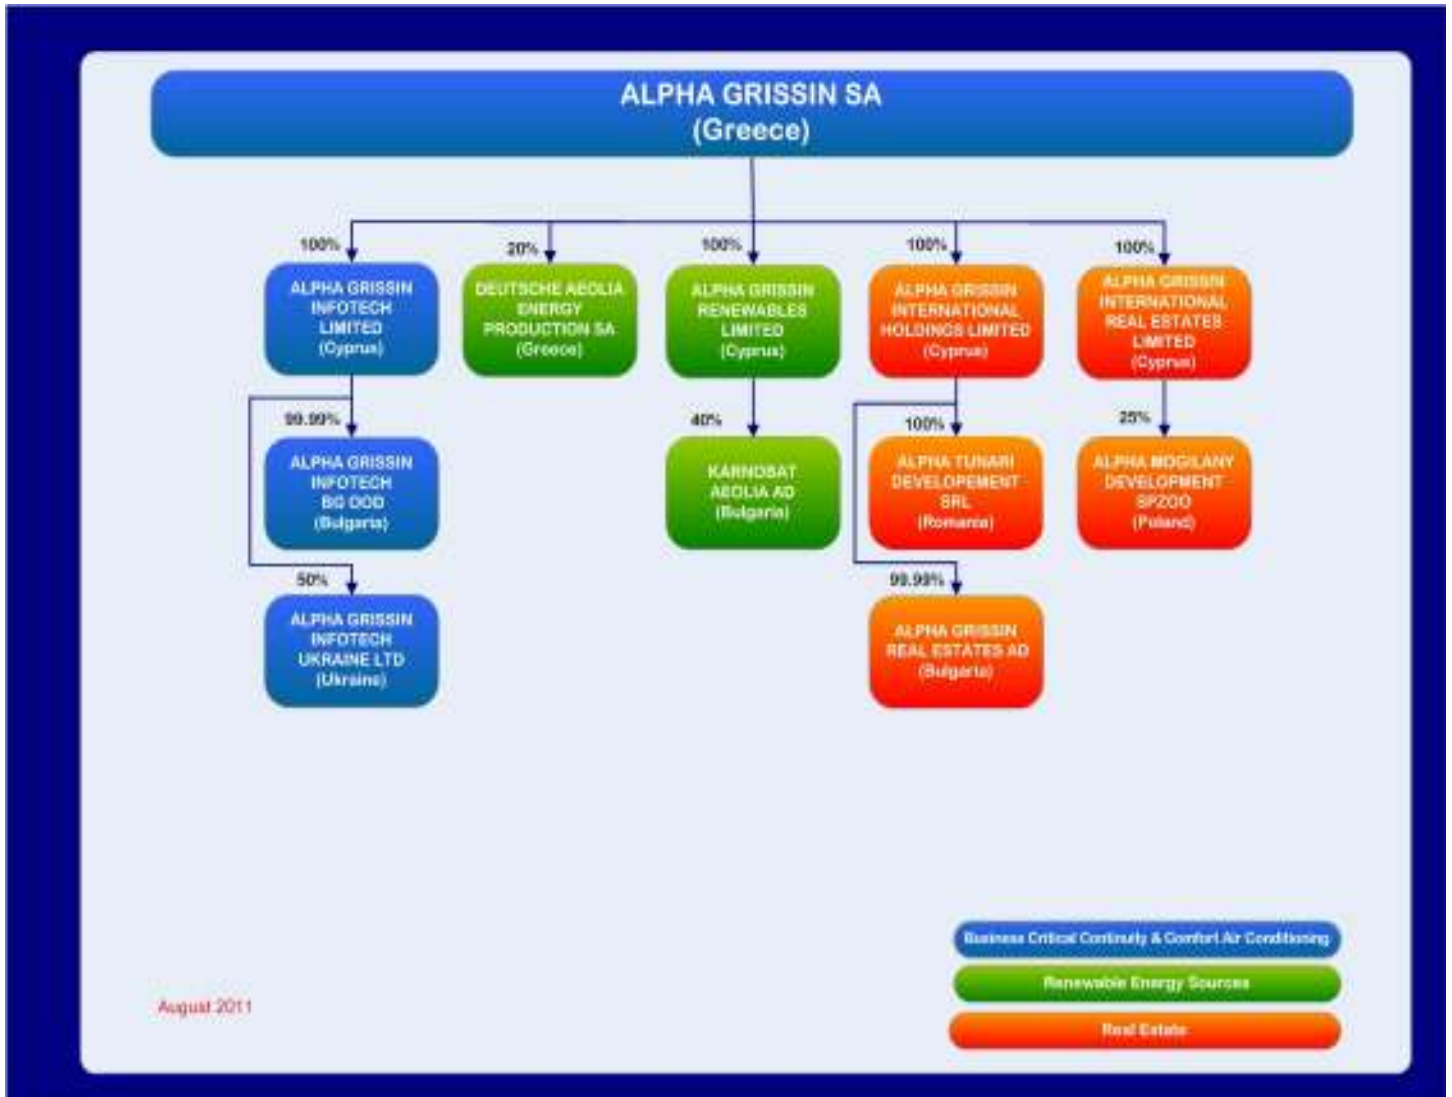 ALPHA GRISSIN SA
(Greece)
100%
20%
100%
100%
100%
ALPHA GRISSIN
INFOTECH
LIMITED
(Cyprus)
DEUTSCHE AEOLIA
ENERGY
PRODUCTION SA
(Greece)
ALPHA GRISSIN
RENEWABLES
LIMITED
(Cyprus)
ALPHA GRISSIN
INTERNATIONAL
HOLDINGS LIMITED
(Cyprus)
ALPHA GRISSIN
INTERNATIONAL
REAL ESTATES
LIMITED
(Cyprus)
99.99%
40%
100%
25%
ALPHA GRISSIN
INFOTECH
BG OOD
(Bulgaria)
KARNOBAT
AEOLIA AD
(Bulgaria)
ALPHA TUNARI
DEVELOPEMENT
SRL
(Romania)
ALPHA MOGILANY
DEVELOPMENT
SPZOO
(Poland)
50%
99.99%
ALPHA GRISSIN
INFOTECH
UKRAINE LTD
(Ukraine)
ALPHA GRISSIN
REAL ESTATES AD
(Bulgaria)
Business Critical Continuity & Comfort Air Conditioning
Renewable Energy Sources
Real Estate
August 2011